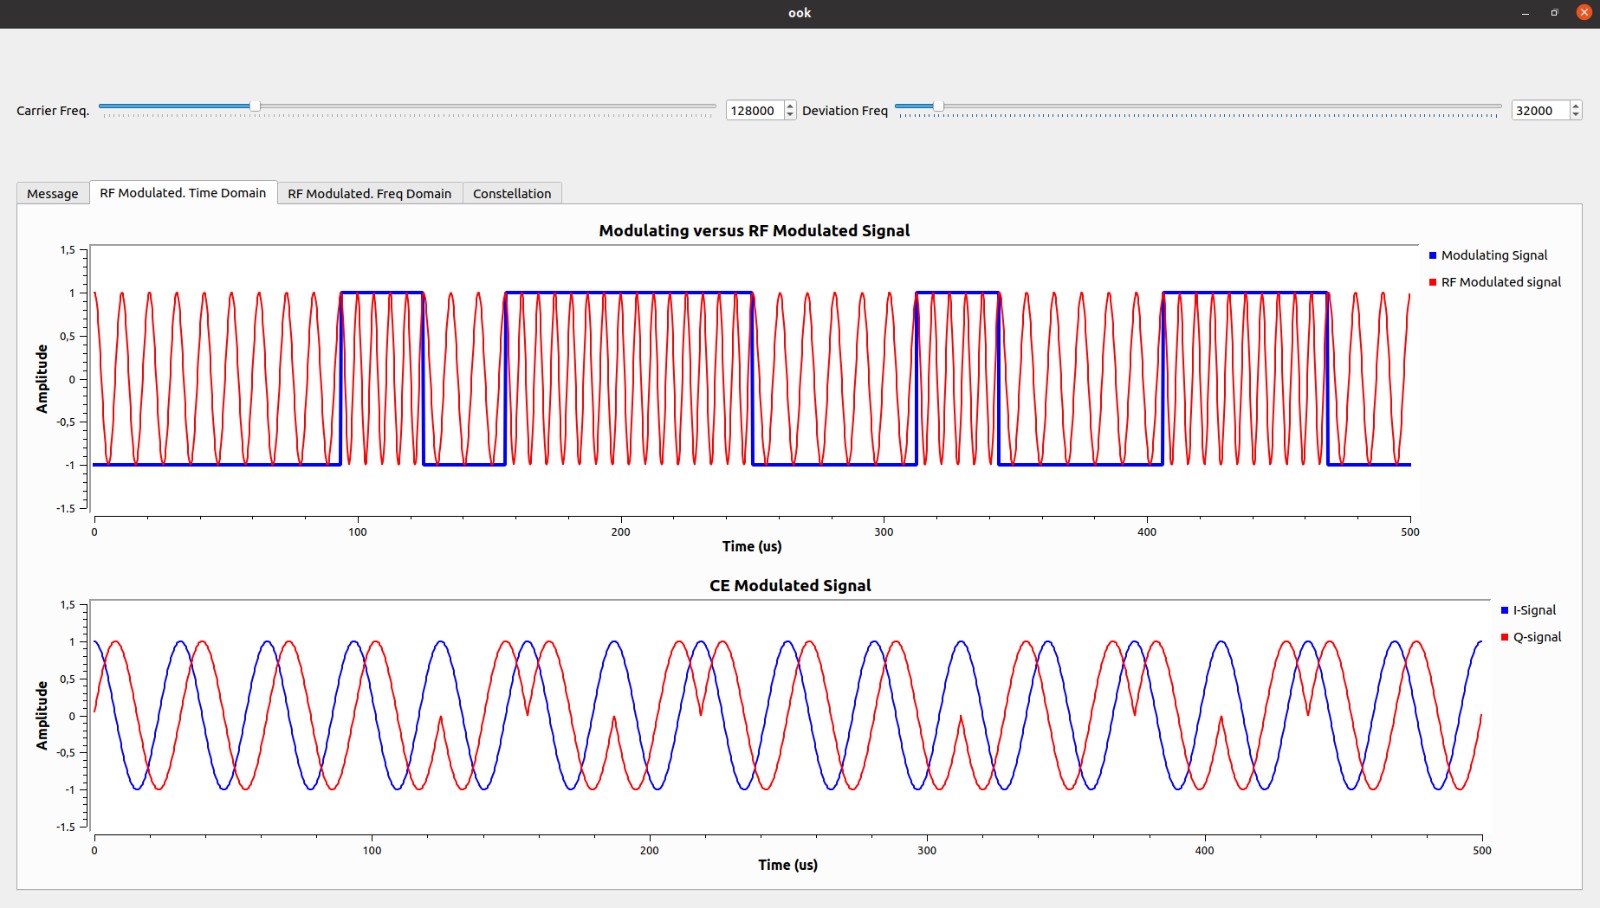 ook
Carrier Freq. 128000 Deviation Freq 32000
Message RF Modulated. Time Domain RF Modulated. Freq Domain Constellation
Modulating versus RF Modulated Signal
1,5
1
0,5
0
-0,5
-1
-1.5
Amplitude
0 100 200 300 400 500
Time (us)
Modulating Signal
RF Modulated signal
CE Modulated Signal
1,5
1
0,5
0
-0,5
-1
-1.5
Amplitude
0 100 200 300 400 500
Time (us)
I-Signal
Q-signal